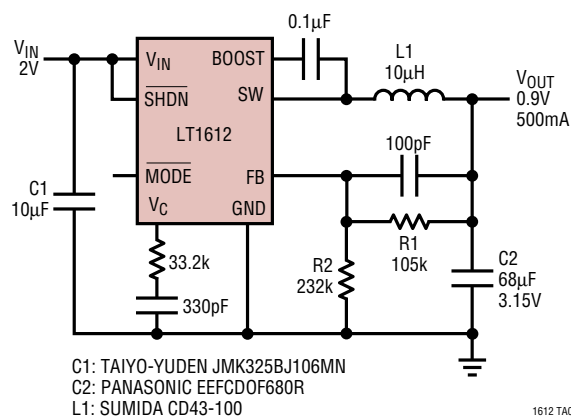 0.1µF
VIN
2V
VIN
BOOST
L1
10µH
VOUT
0.9V
500mA
SHDN
SW
LT1612
100pF
MODE
FB
C1
10µF
VC
GND
R1
105k
33.2k
R2
232k
C2
68µF
3.15V
330pF
C1: TAIYO-YUDEN JMK325BJ106MN
C2: PANASONIC EEFCDOF680R
L1: SUMIDA CD43-100